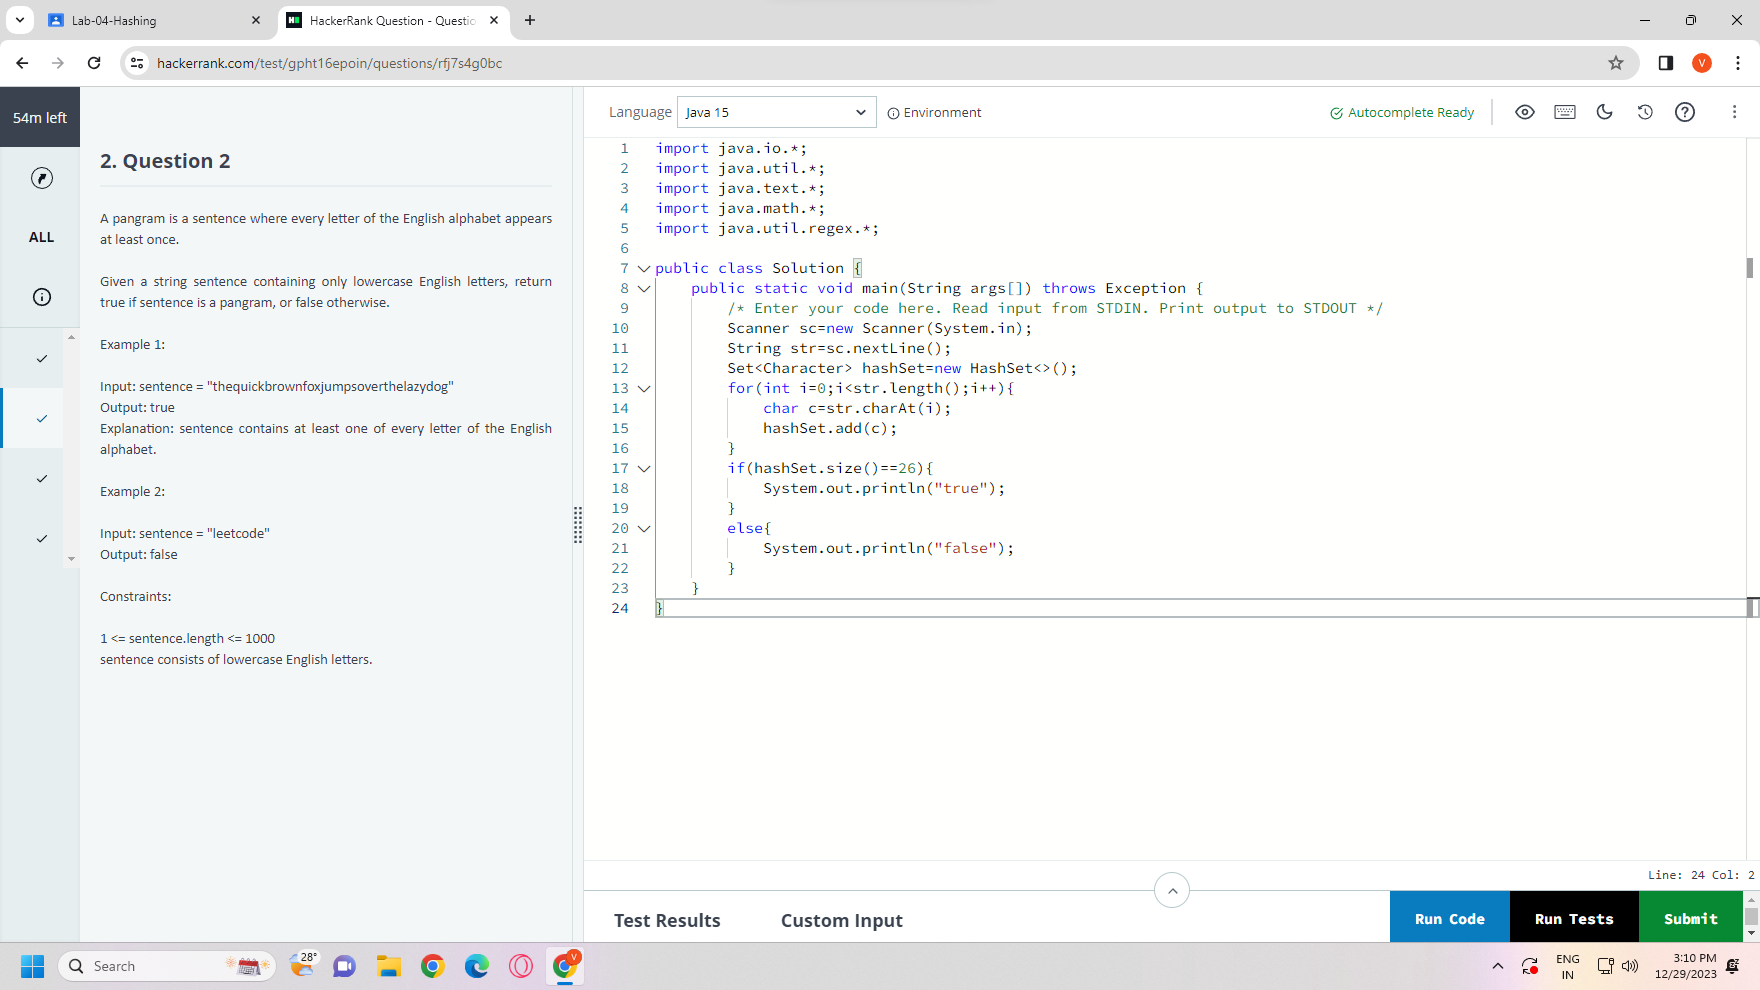 Lab-04-Hashing
HackerRank Question - Questio
hackerrank.com/test/gpht16epoin/questions/rfj7s4g0bc
V
54m left
ALL
2. Question 2
A pangram is a sentence where every letter of the English alphabet appears
at least once.
Given a string sentence containing only lowercase English letters, return
true if sentence is a pangram, or false otherwise.
Example 1:
Input: sentence = "thequickbrownfoxjumpsoverthelazydog"
Output: true
Explanation: sentence contains at least one of every letter of the English
alphabet.
Example 2:
Input: sentence = "leetcode"
Output: false
Constraints:
1 <= sentence.length <= 1000
sentence consists of lowercase English letters.
Language Java 15 Environment Autocomplete Ready
1 import java.io.*;
2 import java.util.*;
3 import java.text.*;
4 import java.math.*;
5 import java.util.regex.*;
6
7 public class Solution {
8 public static void main(String args[]) throws Exception {
9 /* Enter your code here. Read input from STDIN. Print output to STDOUT */
10 Scanner sc=new Scanner(System.in);
11 String str=sc.nextLine();
12 Set<Character> hashSet=new HashSet<>();
13 for(int i=0;i<str.length();i++){
14 char c=str.charAt(i);
15 hashSet.add(c);
16 }
17 if(hashSet.size()==26){
18 System.out.println("true");
19 }
20 else{
21 System.out.println("false");
22 }
23 }
24 }
Line: 24 Col: 2
Test Results Custom Input Run Code Run Tests Submit
Search
28°
V
ENG
IN
3:10 PM
12/29/2023